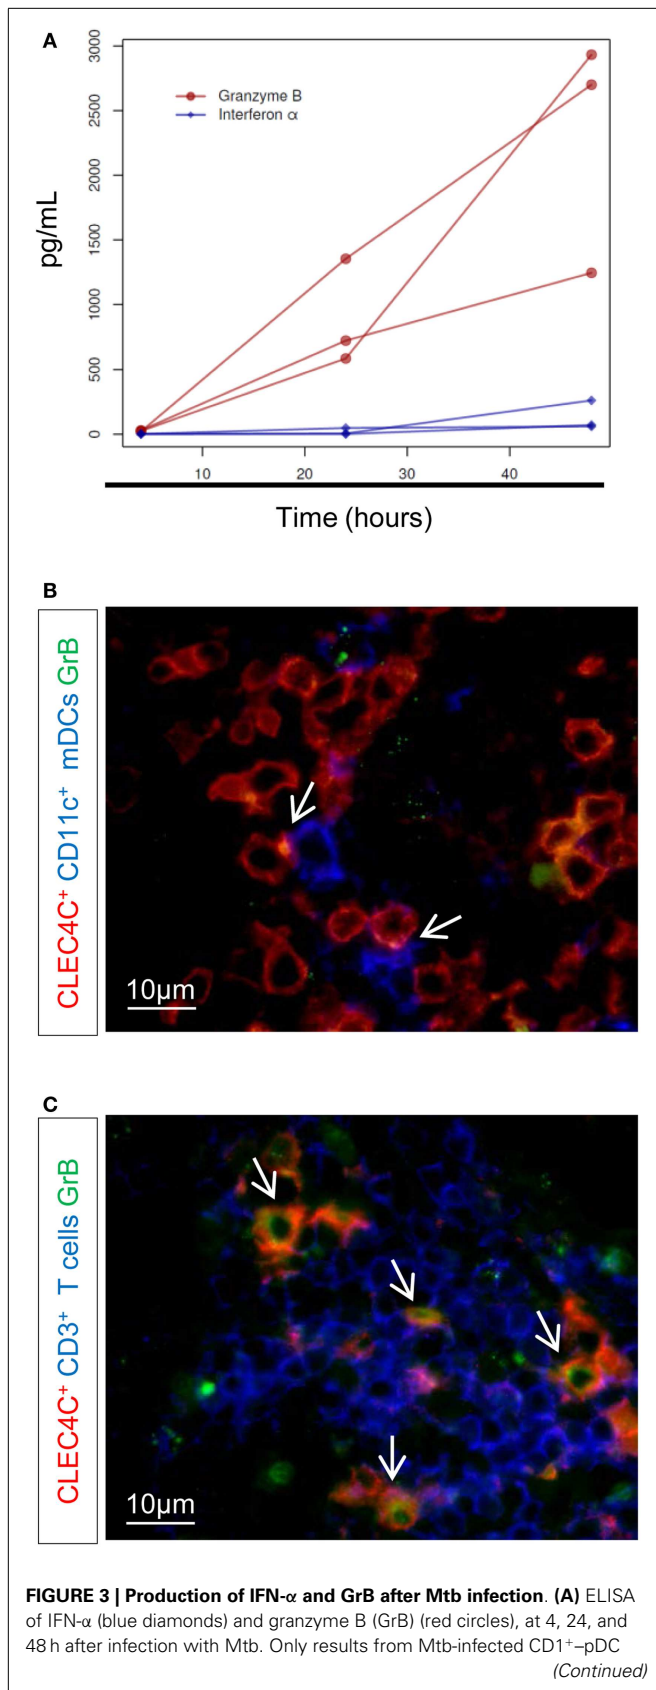 A
3000
2500
2000
1500
1000
500
0
pg/mL
Granzyme B
Interferon α
10 20 30 40
Time (hours)
B
CLEC4C⁺ CD11c⁺ mDCs GrB
10µm
C
CLEC4C⁺ CD3⁺ T cells GrB
10µm
FIGURE 3 | Production of IFN-α and GrB after Mtb infection. (A) ELISA
of IFN-α (blue diamonds) and granzyme B (GrB) (red circles), at 4, 24, and
48 h after infection with Mtb. Only results from Mtb-infected CD1⁺–pDC
(Continued)